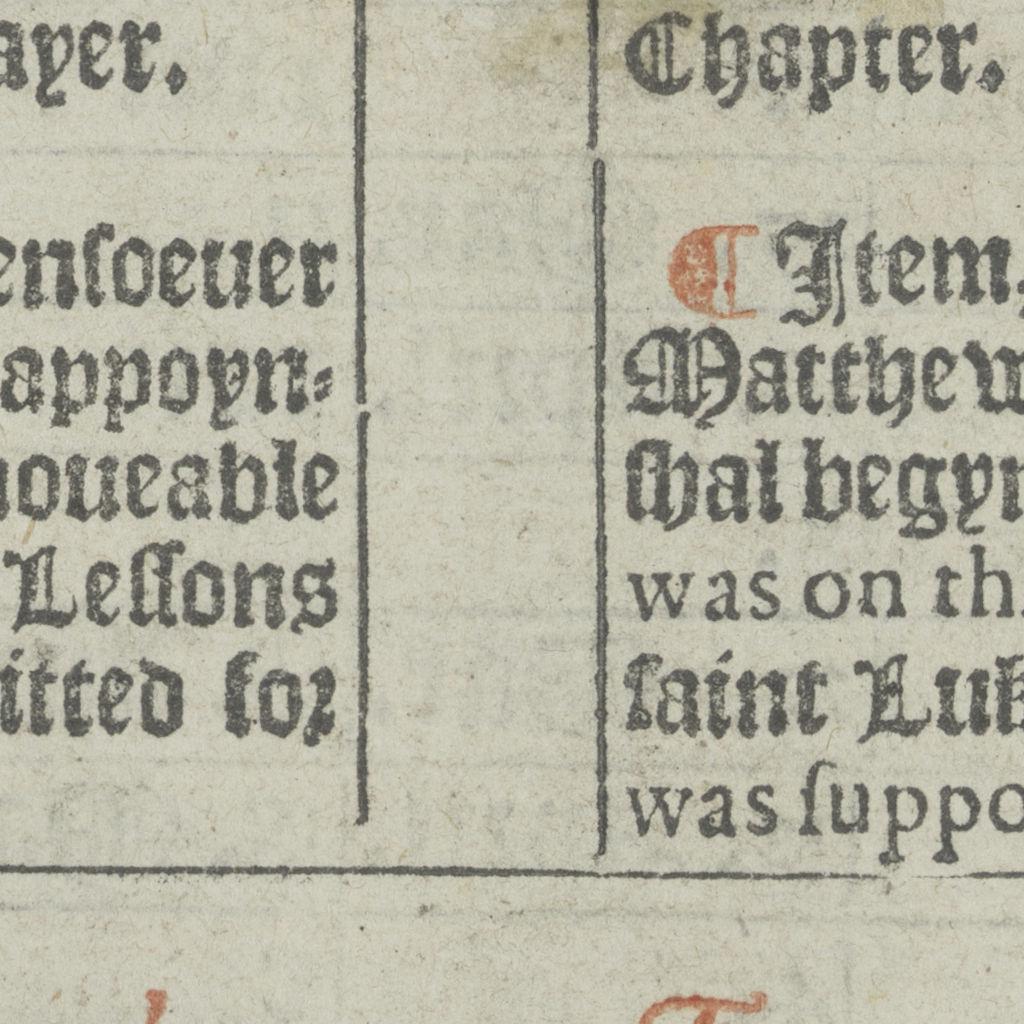 ayer.
enſoeuer
appoyn-
moueable
Leſſons
itted for
Chapter.
¶ Item,
Matthew
ſhal begyn
was on th
ſaint Luk
was ſuppo